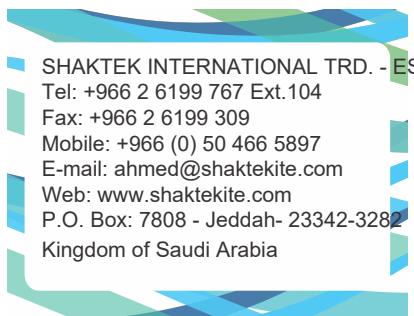 SHAKTEK INTERNATIONAL TRD. - ES
Tel: +966 2 6199 767 Ext.104
Fax: +966 2 6199 309
Mobile: +966 (0) 50 466 5897
E-mail: ahmed@shaktekite.com
Web: www.shaktekite.com
P.O. Box: 7808 - Jeddah- 23342-3282
Kingdom of Saudi Arabia